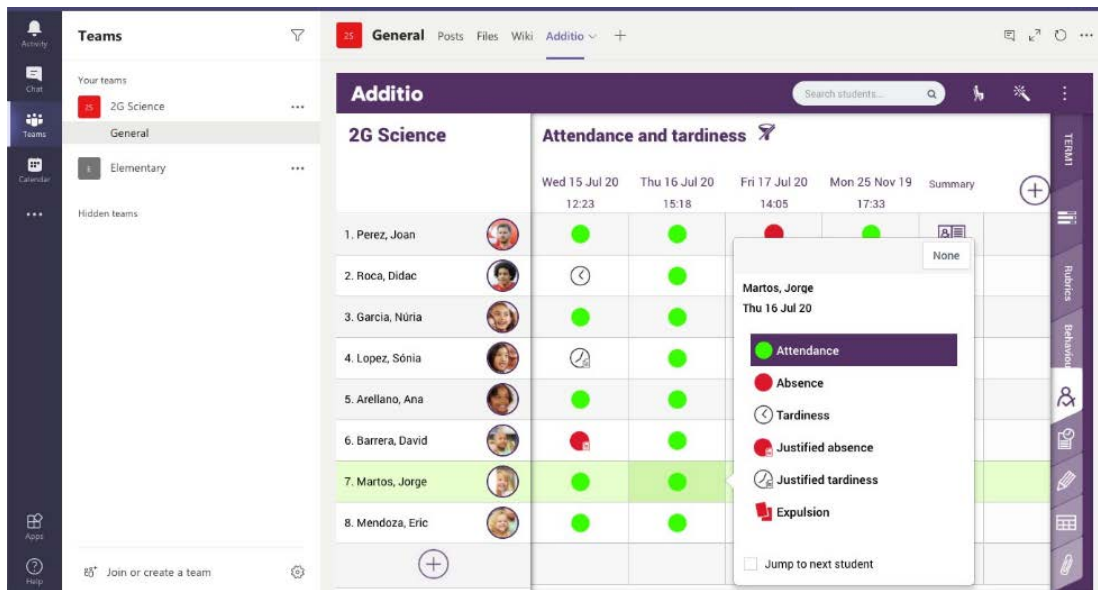 Activity
Chat
Teams
Calendar
Apps
Help
Teams
Your teams
2S 2G Science
General
E Elementary
Hidden teams
Join or create a team
2S General Posts Files Wiki Additio
Additio
Search students...
2G Science
Attendance and tardiness
Wed 15 Jul 20 Thu 16 Jul 20 Fri 17 Jul 20 Mon 25 Nov 19 Summary
12:23 15:18 14:05 17:33
1. Perez, Joan
2. Roca, Didac
3. Garcia, Núria
4. Lopez, Sónia
5. Arellano, Ana
6. Barrera, David
7. Martos, Jorge
8. Mendoza, Eric
None
Martos, Jorge
Thu 16 Jul 20
Attendance
Absence
Tardiness
Justified absence
Justified tardiness
Expulsion
Jump to next student
TERM1
Rubrics
Behaviou